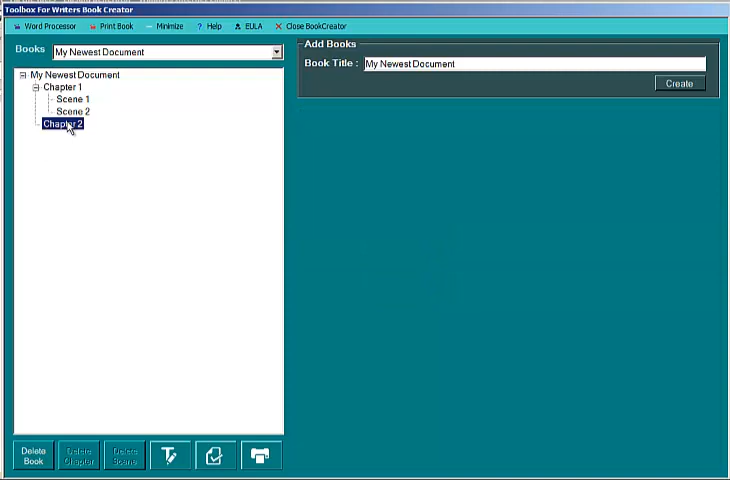 Toolbox For Writers Book Creator
Word Processor Print Book Minimize ? Help EULA X Close BookCreator
Books My Newest Document
Add Books
Book Title : My Newest Document
Create
My Newest Document
Chapter 1
Scene 1
Scene 2
Chapter 2
Delete Book
Delete Chapter
Delete Scene